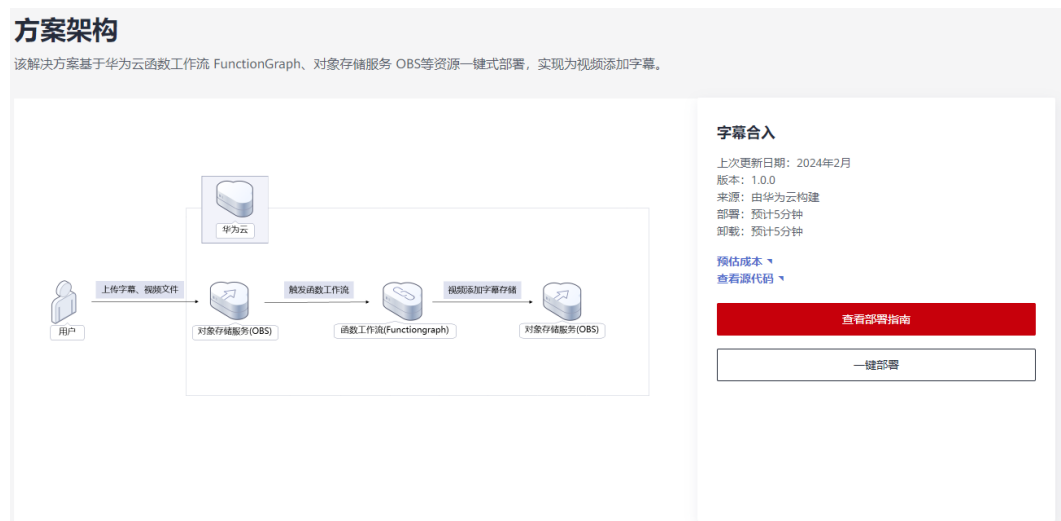 方案架构
该解决方案基于华为云函数工作流 FunctionGraph、对象存储服务 OBS等资源一键式部署，实现为视频添加字幕。
华为云
上传字幕、视频文件
触发函数工作流
视频添加字幕存储
用户
对象存储服务(OBS)
函数工作流(Functiongraph)
对象存储服务(OBS)
字幕合入
上次更新日期：2024年2月
版本：1.0.0
来源：由华为云构建
部署：预计5分钟
卸载：预计5分钟
预估成本
查看源代码
查看部署指南
一键部署